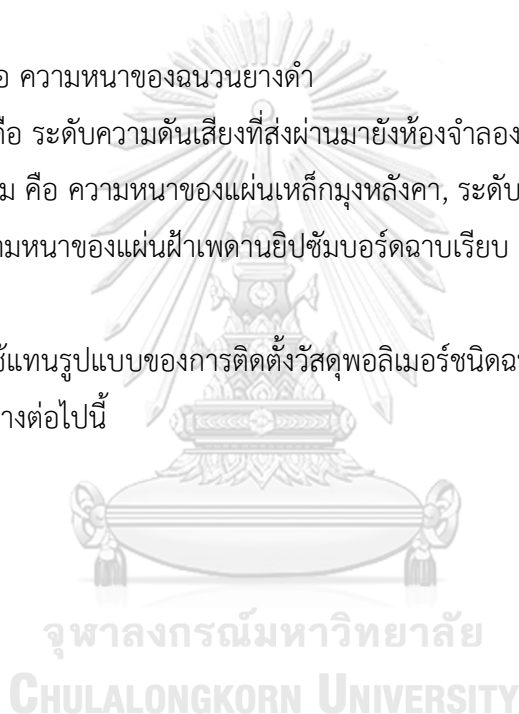 ความหนาของฉนวนยางดำ
คือ ระดับความดันเสียงที่ส่งผ่านมายังห้องจำลอง
คือ ความหนาของแผ่นเหล็กมุงหลังคา, ระดับ
ความหนาของแผ่นฝ้าเพดานยิปซัมบอร์ดฉาบเรียบ
ใช้แทนรูปแบบของการติดตั้งวัสดุพอลิเมอร์ชนิด
ต่อไปนี้
จุฬาลงกรณ์มหาวิทยาลัย
CHULALONGKORN UNIVERSITY